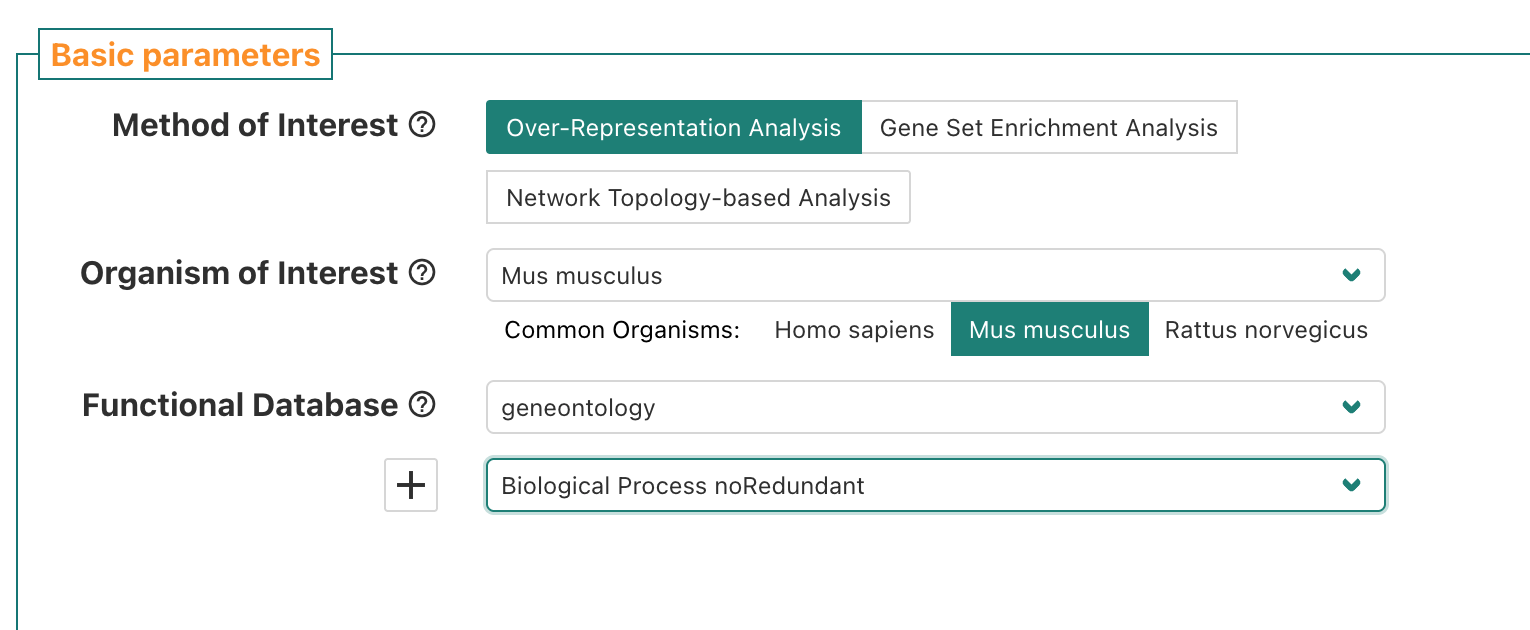 Basic parameters
Method of Interest
Over-Representation Analysis Gene Set Enrichment Analysis
Network Topology-based Analysis
Organism of Interest
Mus musculus
Common Organisms: Homo sapiens Mus musculus Rattus norvegicus
Functional Database
geneontology
Biological Process noRedundant